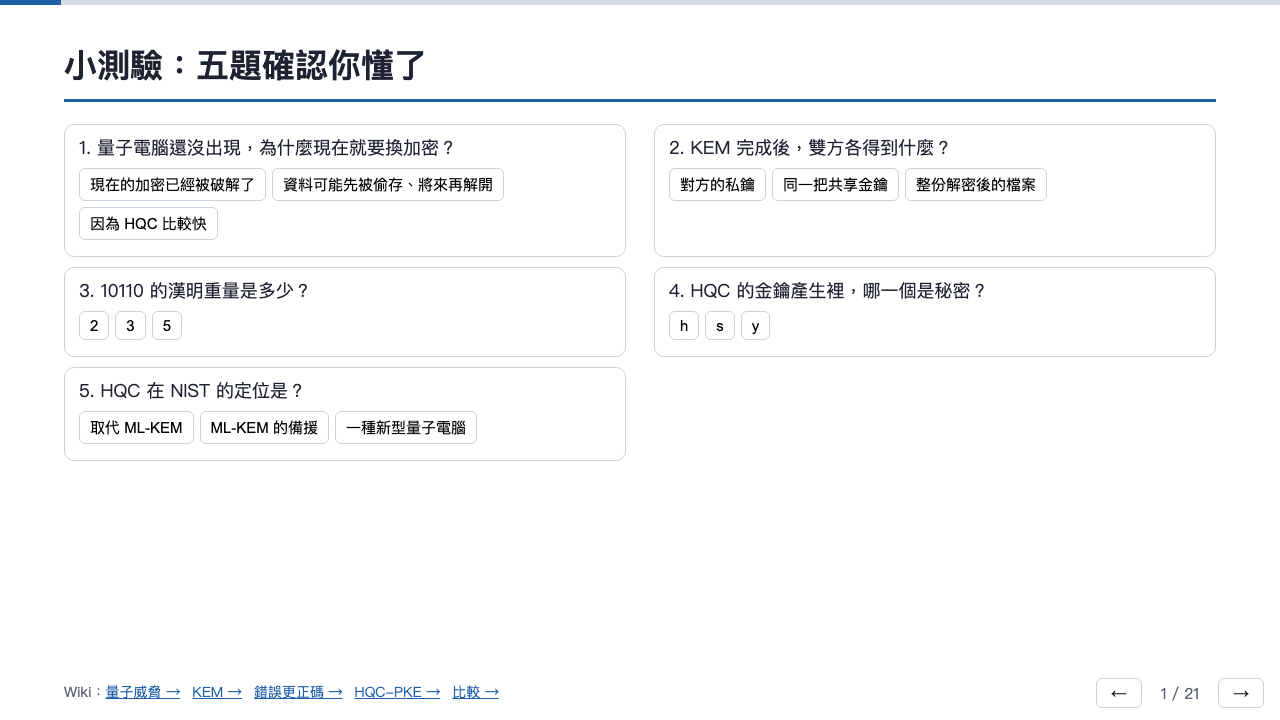 小測驗：五題確認你懂了
1. 量子電腦還沒出現，為什麼現在就要換加密？
現在的加密已經被破解了 資料可能先被偷存、將來再解開
因為 HQC 比較快
2. KEM 完成後，雙方各得到什麼？
對方的私鑰 同一把共享金鑰 整份解密後的檔案
3. 10110 的漢明重量是多少？
2 3 5
4. HQC 的金鑰產生裡，哪一個是秘密？
h s y
5. HQC 在 NIST 的定位是？
取代 ML-KEM ML-KEM 的備援 一種新型量子電腦
Wiki：量子威脅 → KEM → 錯誤更正碼 → HQC-PKE → 比較 →
← 1 / 21 →